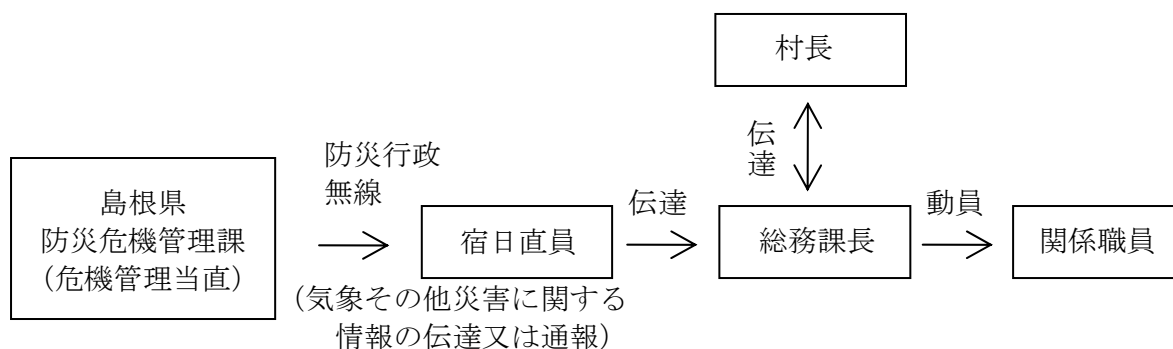 村長
伝達
防災行政
無線
島根県
防災危機管理課
(危機管理当直)
宿日直員
伝達
総務課長
動員
関係職員
(気象その他災害に関する
情報の伝達又は通報)